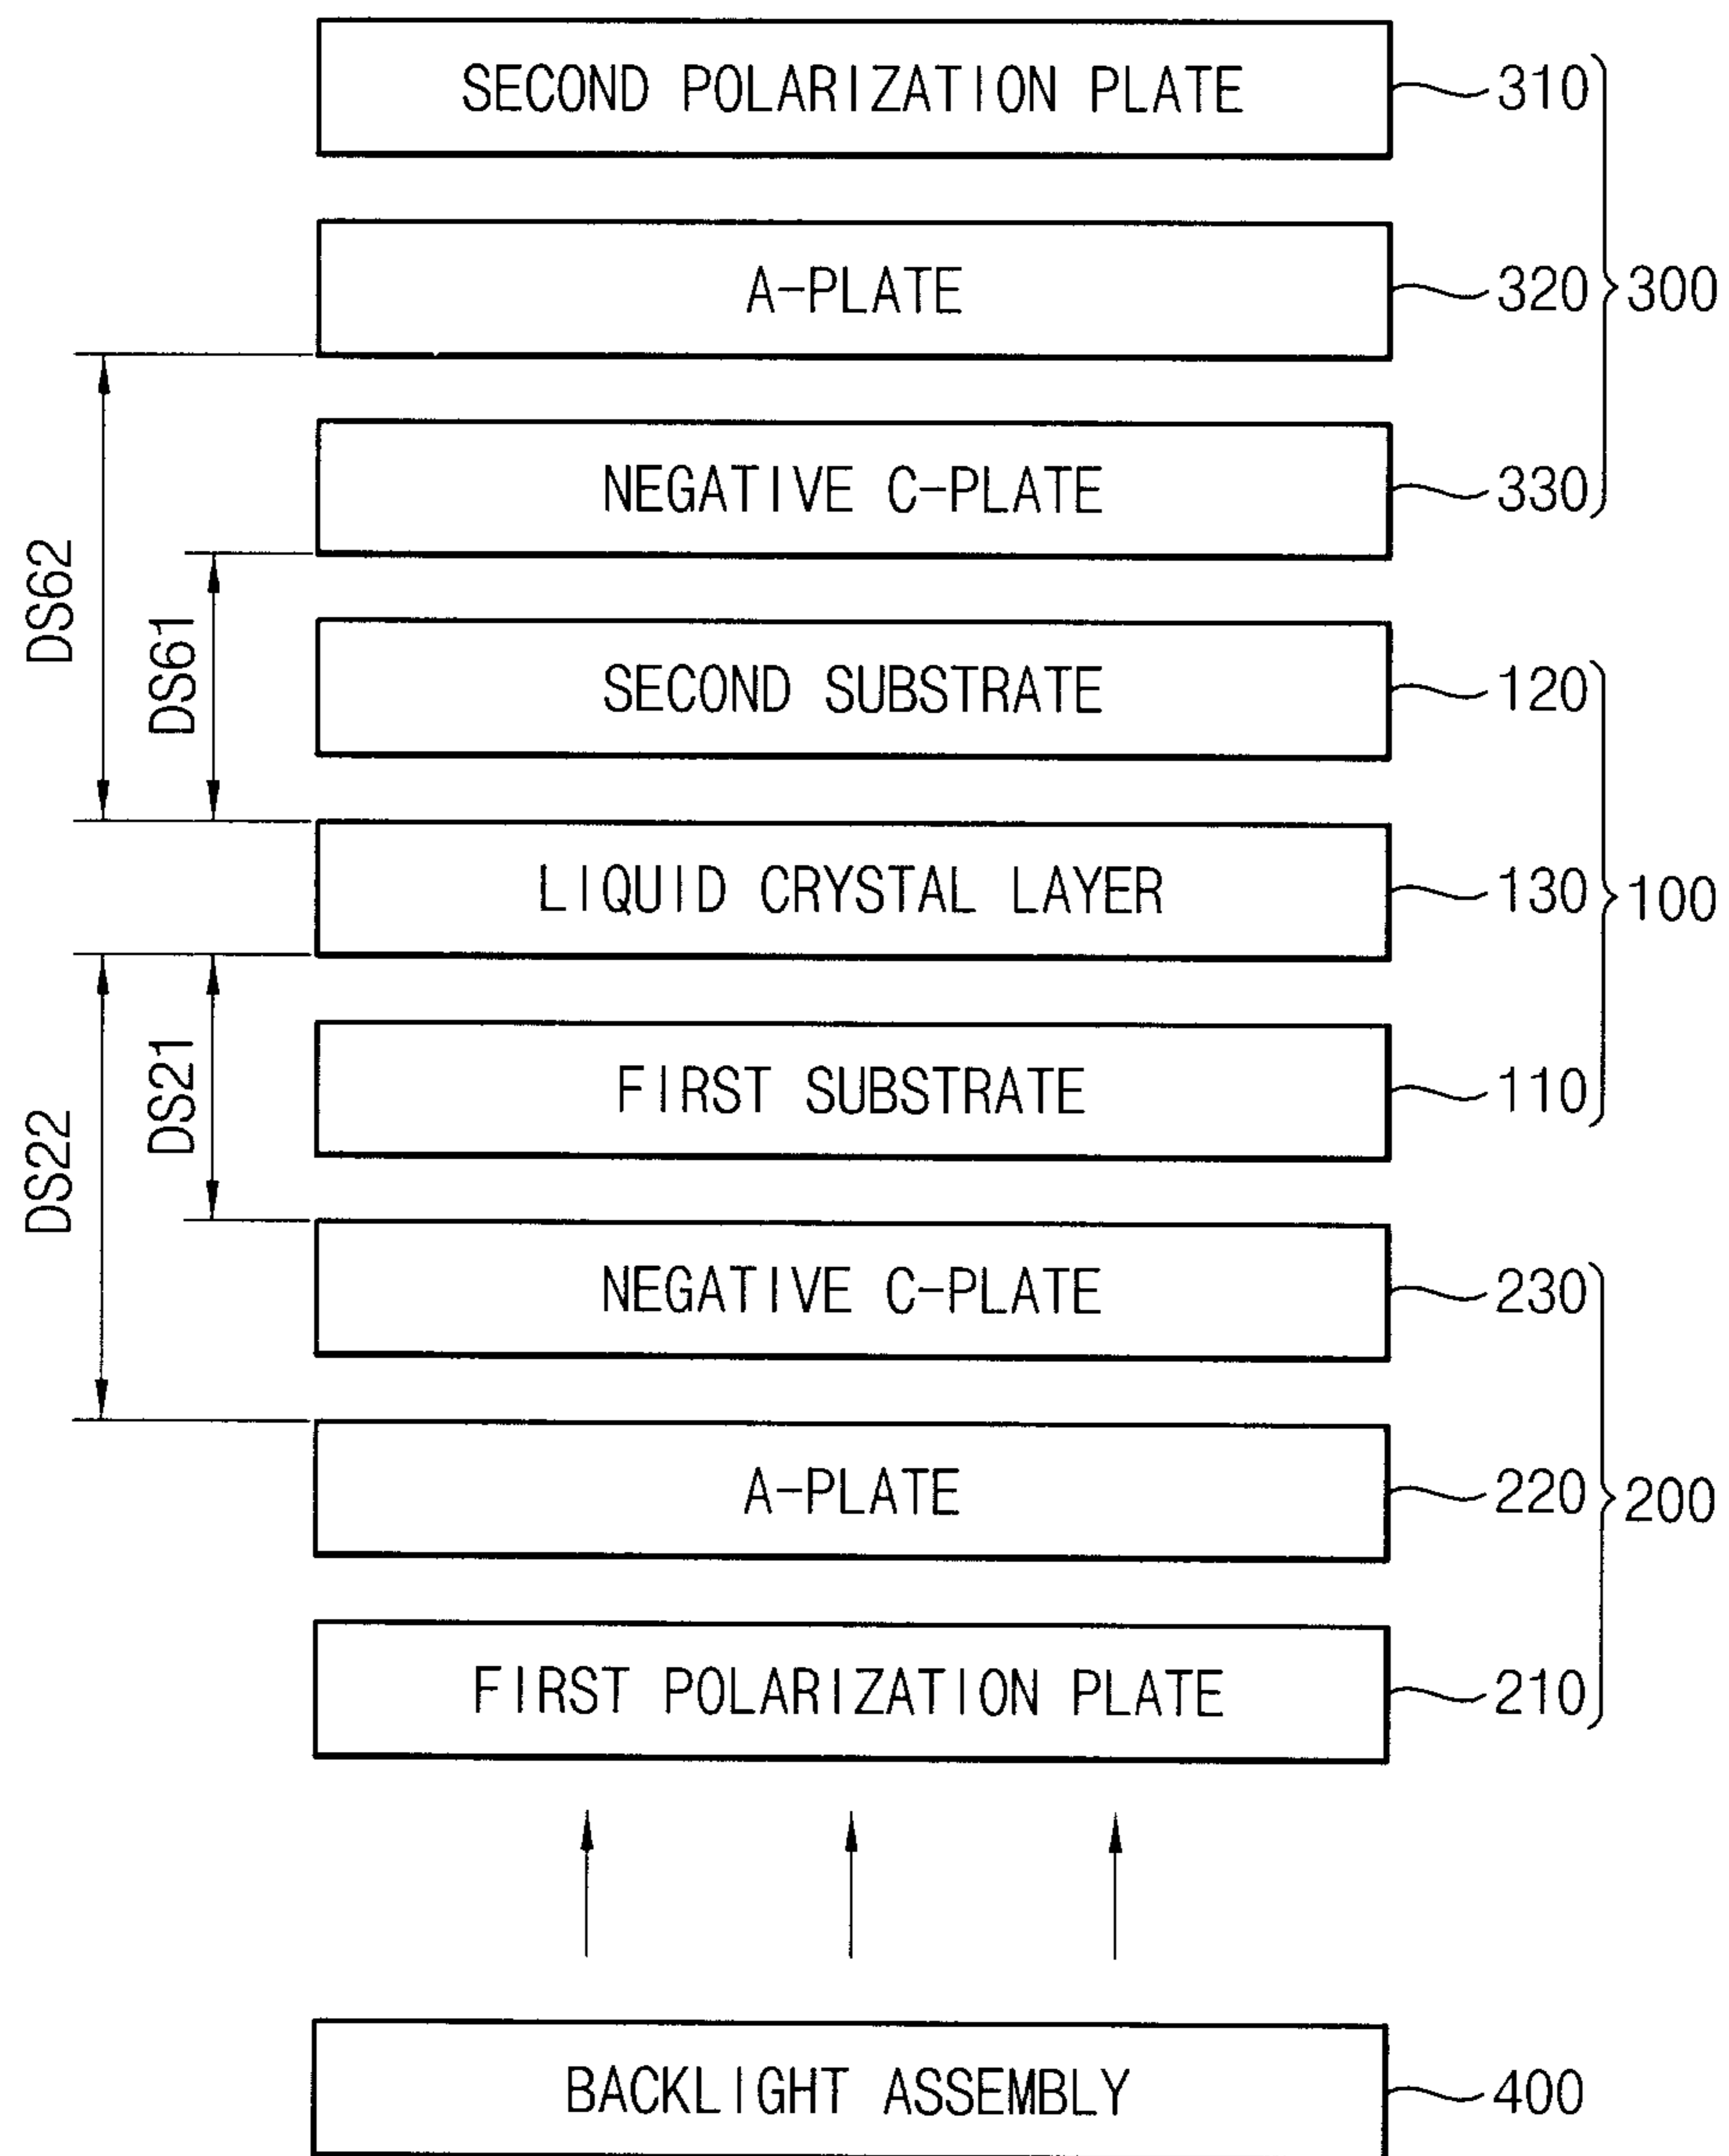 SECOND POLARIZATION PLATE 310
A-PLATE 320 300
NEGATIVE C-PLATE 330
DS62
DS61
SECOND SUBSTRATE 120
LIQUID CRYSTAL LAYER 130 100
FIRST SUBSTRATE 110
DS21
DS22
NEGATIVE C-PLATE 230
A-PLATE 220 200
FIRST POLARIZATION PLATE 210
BACKLIGHT ASSEMBLY 400